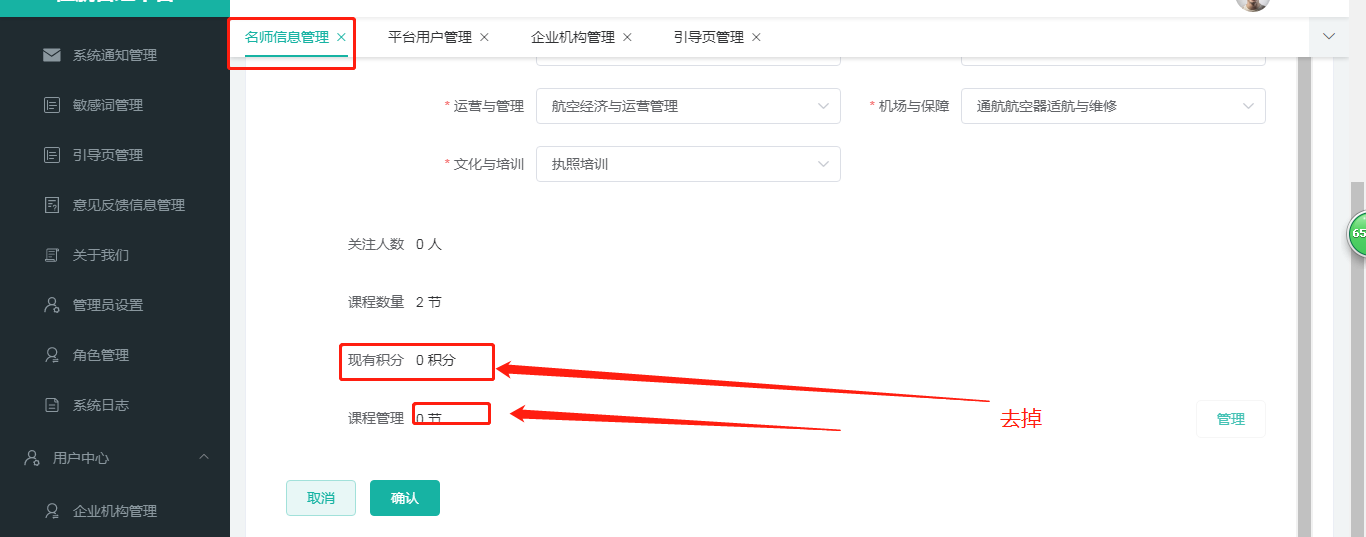 名师信息管理 × 平台用户管理 × 企业机构管理 × 引导页管理 ×
系统通知管理
敏感词管理
引导页管理
意见反馈信息管理
关于我们
管理员设置
角色管理
系统日志
用户中心
企业机构管理
* 运营与管理 航空经济与运营管理 * 机场与保障 通航航空器适航与维修
* 文化与培训 执照培训
关注人数 0 人
课程数量 2 节
现有积分 0 积分
课程管理 0 节 管理
去掉
取消 确认
65